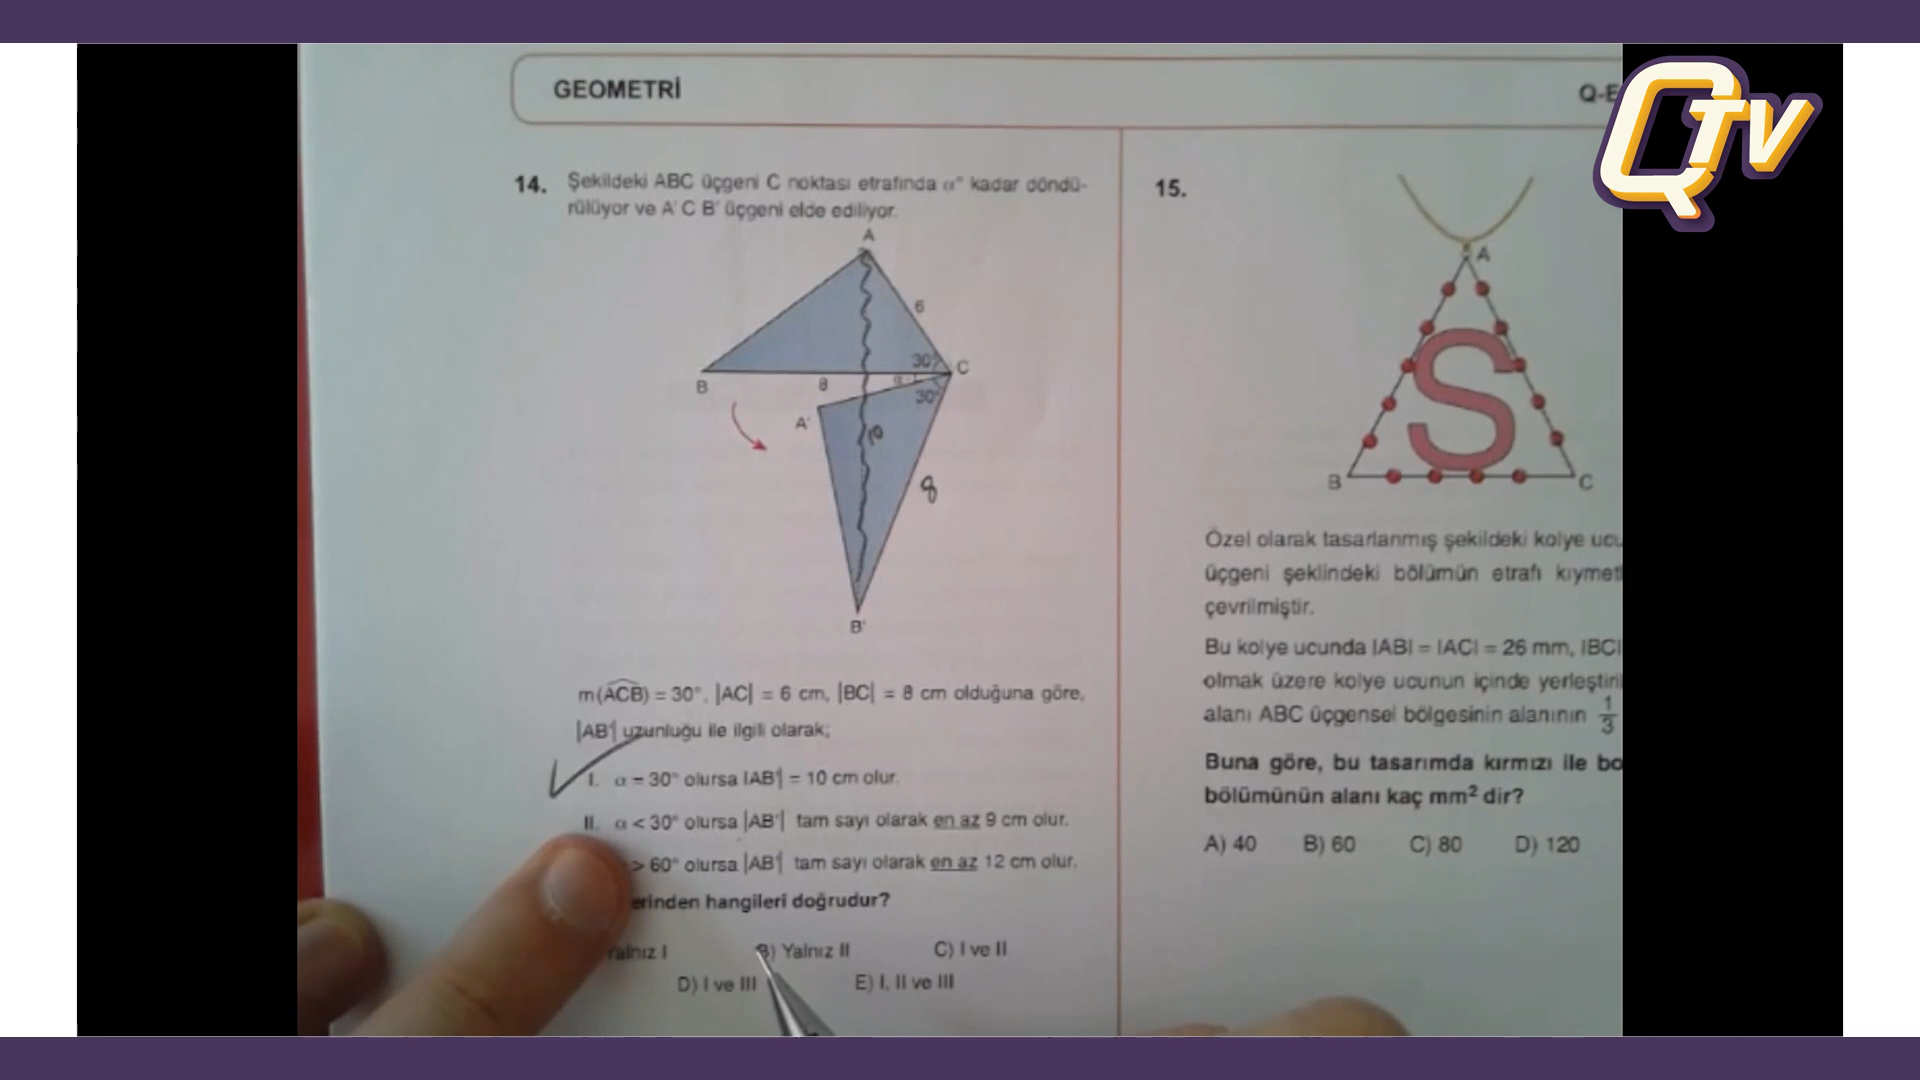 GEOMETRİ
Q-E
QTV
14. Şekildeki ABC üçgeni C noktası etrafında α° kadar döndü-
rülüyor ve A' C B' üçgeni elde ediliyor.
A
6
30°
C
B
8
α
30°
A'
10
8
B'
m(ACB) = 30°, |AC| = 6 cm, |BC| = 8 cm olduğuna göre,
|AB'| uzunluğu ile ilgili olarak;
I. α = 30° olursa |AB'| = 10 cm olur.
II. α < 30° olursa |AB'| tam sayı olarak en az 9 cm olur.
> 60° olursa |AB'| tam sayı olarak en az 12 cm olur.
erinden hangileri doğrudur?
Yalnız I B) Yalnız II C) I ve II
D) I ve III E) I, II ve III
15.
A
S
B
C
Özel olarak tasarlanmış şekildeki kolye ucu
üçgeni şeklindeki bölümün etrafı kıymetl
çevrilmiştir.
Bu kolye ucunda |AB| = |AC| = 26 mm, |BC|
olmak üzere kolye ucunun içinde yerleştiril
alanı ABC üçgensel bölgesinin alanının 1/3
Buna göre, bu tasarımda kırmızı ile bo
bölümünün alanı kaç mm² dir?
A) 40 B) 60 C) 80 D) 120